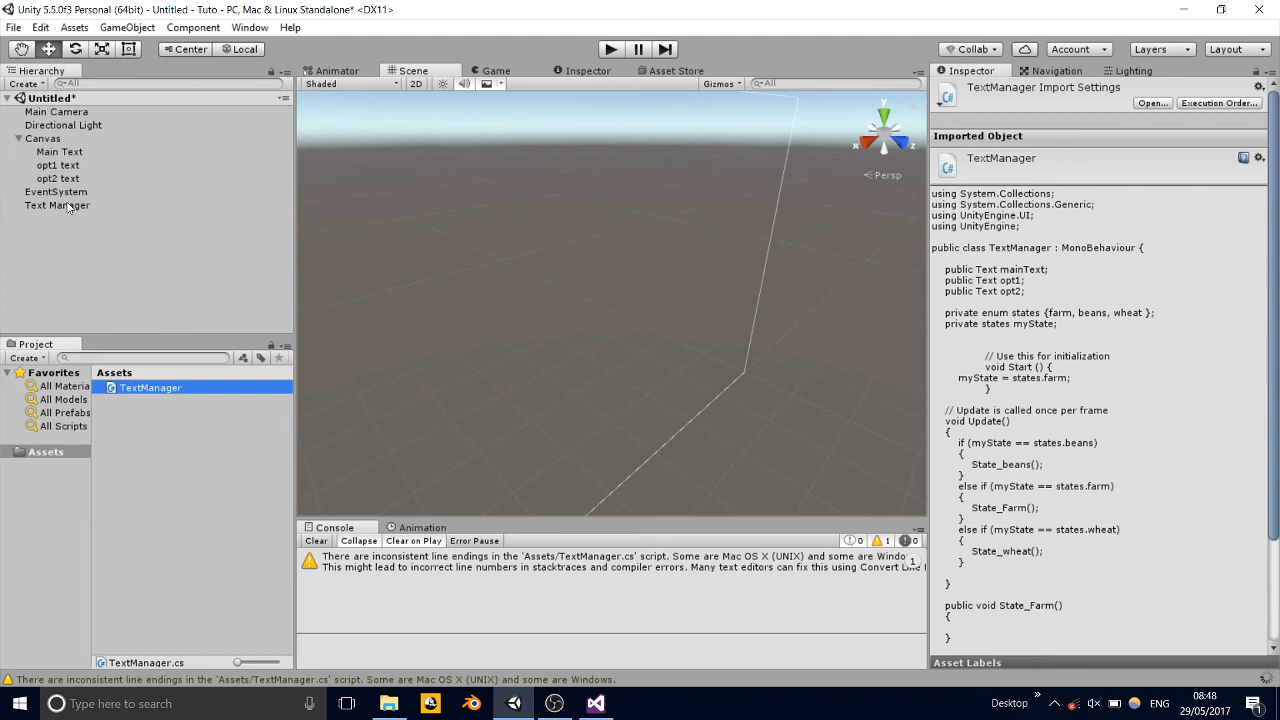 Unity 5.5.0f3 Personal (64bit) - Untitled - Tuto - PC, Mac & Linux Standalone* <DX11>
File Edit Assets GameObject Component Window Help
Center Local Collab Account Layers Layout
Hierarchy Animator Scene Game Inspector Asset Store Inspector Navigation Lighting
Create All Shaded 2D Gizmos All
TextManager Import Settings
Open... Execution Order...
Untitled*
Main Camera
Directional Light
Canvas
Main Text
opt1 text
opt2 text
EventSystem
Text Manager
y
x
z
Persp
Imported Object
TextManager
using System.Collections;
using System.Collections.Generic;
using UnityEngine.UI;
using UnityEngine;
public class TextManager : MonoBehaviour {
public Text mainText;
public Text opt1;
public Text opt2;
private enum states {farm, beans, wheat };
private states myState;
// Use this for initialization
void Start () {
myState = states.farm;
}
// Update is called once per frame
void Update()
{
if (myState == states.beans)
{
State_beans();
}
else if (myState == states.farm)
{
State_Farm();
}
else if (myState == states.wheat)
{
State_wheat();
}
}
public void State_Farm()
{
}
Asset Labels
Project
Create
Favorites
All Materia
All Models
All Prefabs
All Scripts
Assets
Assets
TextManager
TextManager.cs
Console Animation
Clear Collapse Clear on Play Error Pause 0 1 0
There are inconsistent line endings in the 'Assets/TextManager.cs' script. Some are Mac OS X (UNIX) and some are Windo
This might lead to incorrect line numbers in stacktraces and compiler errors. Many text editors can fix this using Convert Li 1
There are inconsistent line endings in the 'Assets/TextManager.cs' script. Some are Mac OS X (UNIX) and some are Windows.
Type here to search
Desktop
ENG
08:48
29/05/2017